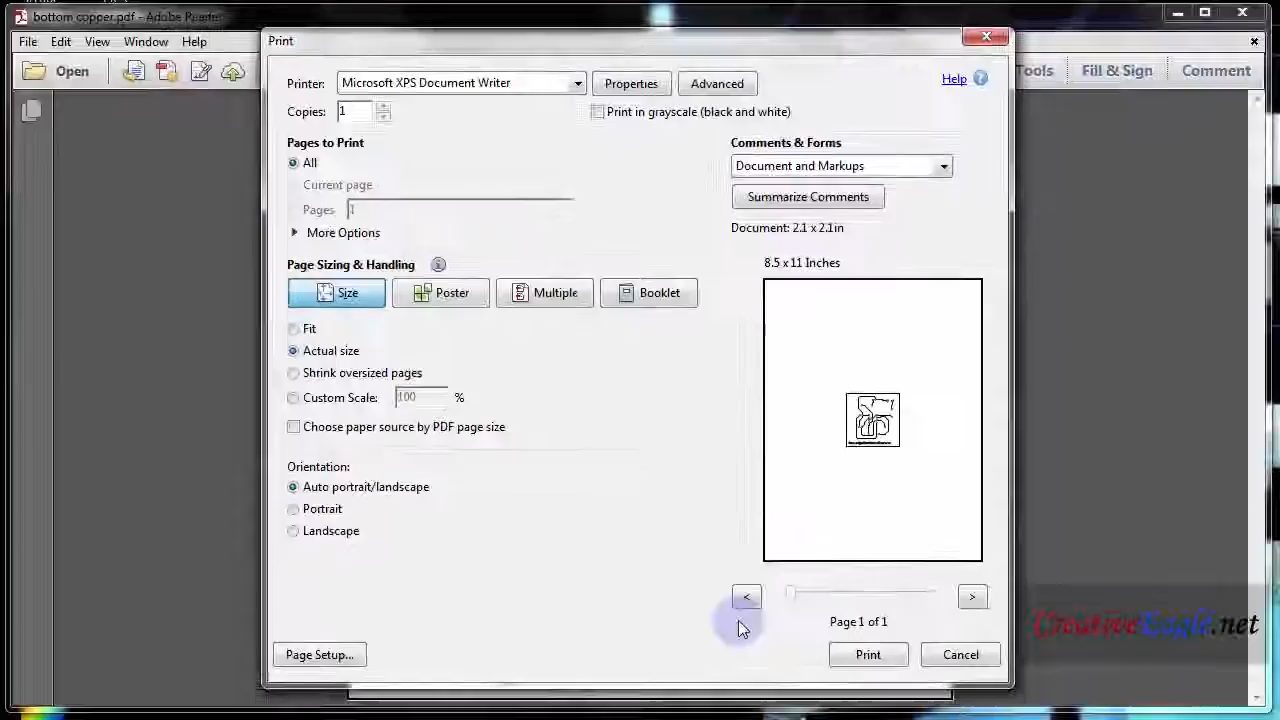 bottom copper.pdf - Adobe Reader
File Edit View Window Help
Open
Tools Fill & Sign Comment
Print
Printer: Microsoft XPS Document Writer Properties Advanced Help
Copies: 1 Print in grayscale (black and white)
Pages to Print
All
Current page
Pages 1
More Options
Comments & Forms
Document and Markups
Summarize Comments
Document: 2.1 x 2.1in
8.5 x 11 Inches
Page Sizing & Handling
Size Poster Multiple Booklet
Fit
Actual size
Shrink oversized pages
Custom Scale: 100 %
Choose paper source by PDF page size
Orientation:
Auto portrait/landscape
Portrait
Landscape
< >
Page 1 of 1
Page Setup... Print Cancel
CreativeEagle.net